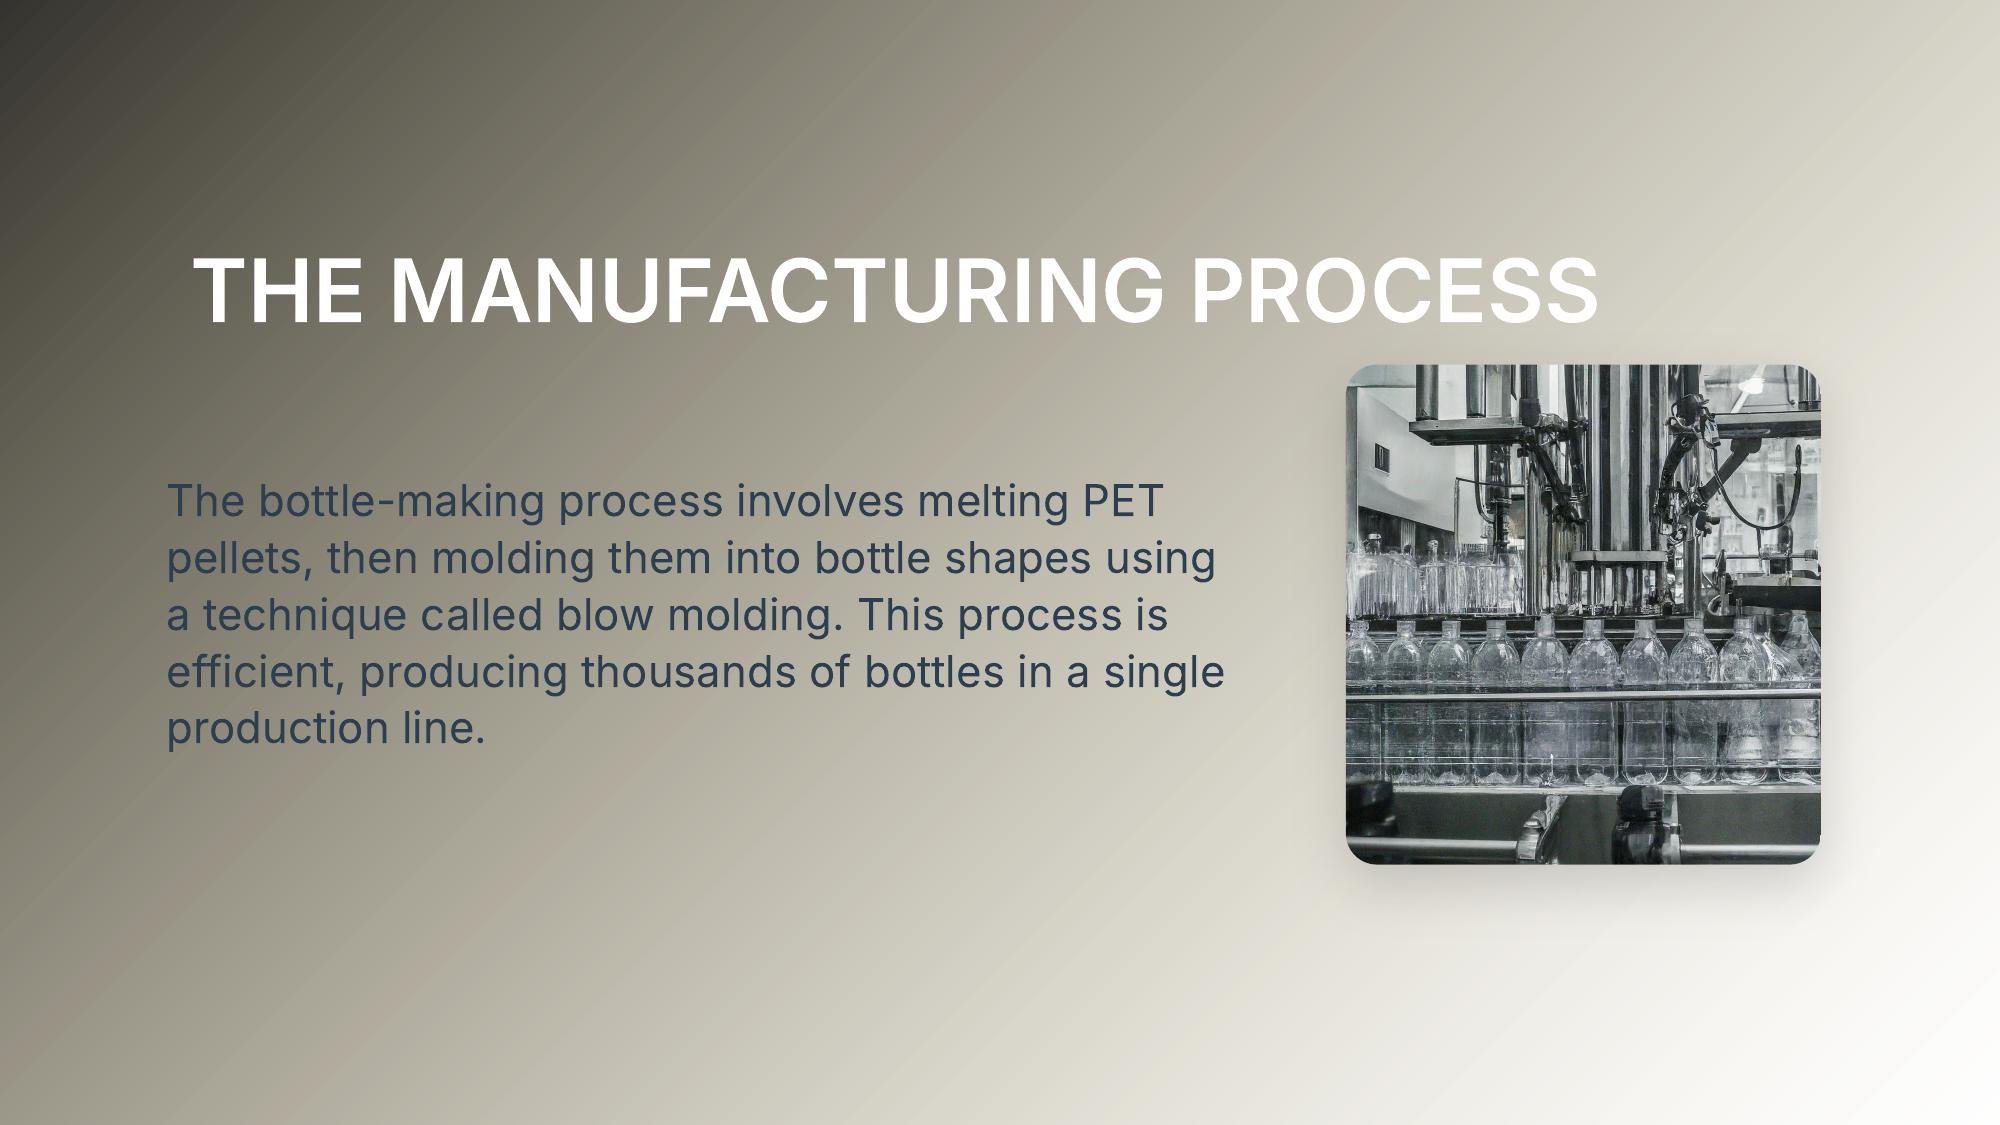 THE MANUFACTURING PROCESS
The bottle-making process involves melting PET
pellets, then molding them into bottle shapes using
a technique called blow molding. This process is
efficient, producing thousands of bottles in a single
production line.